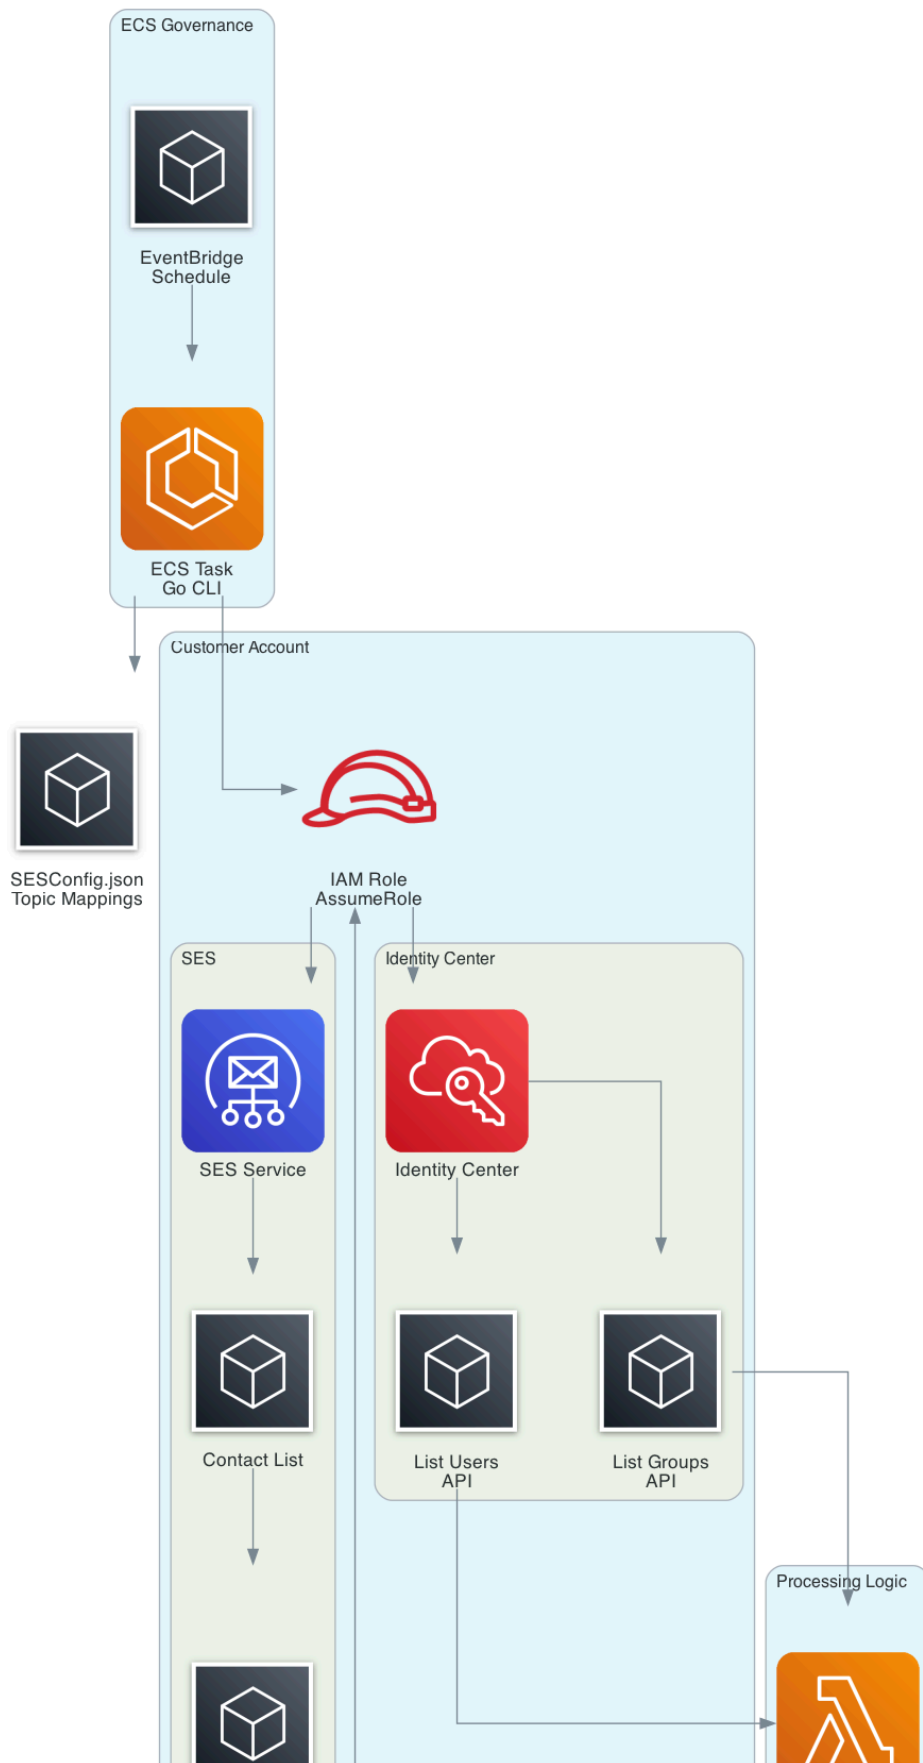 ECS Governance
EventBridge
Schedule
ECS Task
Go CLI
Customer Account
SESConfig.json
Topic Mappings
IAM Role
AssumeRole
SES
Identity Center
SES Service
Identity Center
Contact List
List Users
API
List Groups
API
Processing Logic